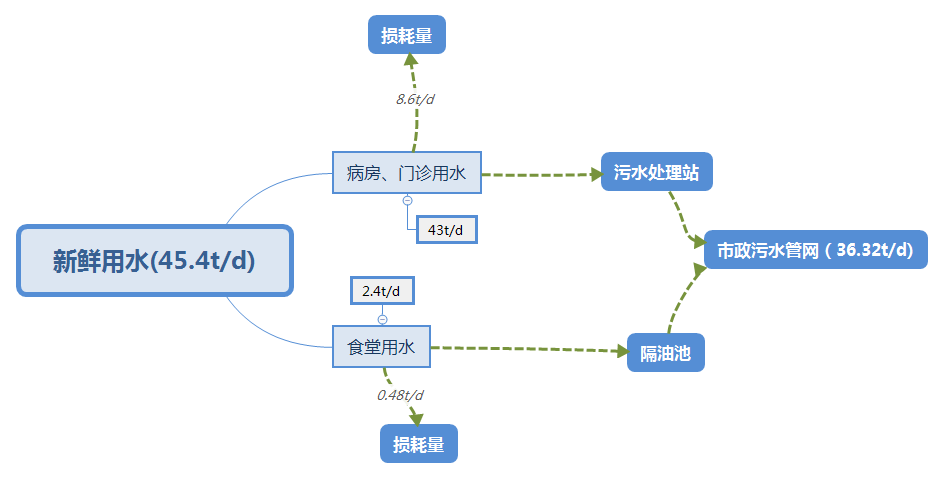 损耗量
8.6t/d
病房、门诊用水
污水处理站
43t/d
新鲜用水(45.4t/d)
市政污水管网（36.32t/d)
2.4t/d
食堂用水
隔油池
0.48t/d
损耗量